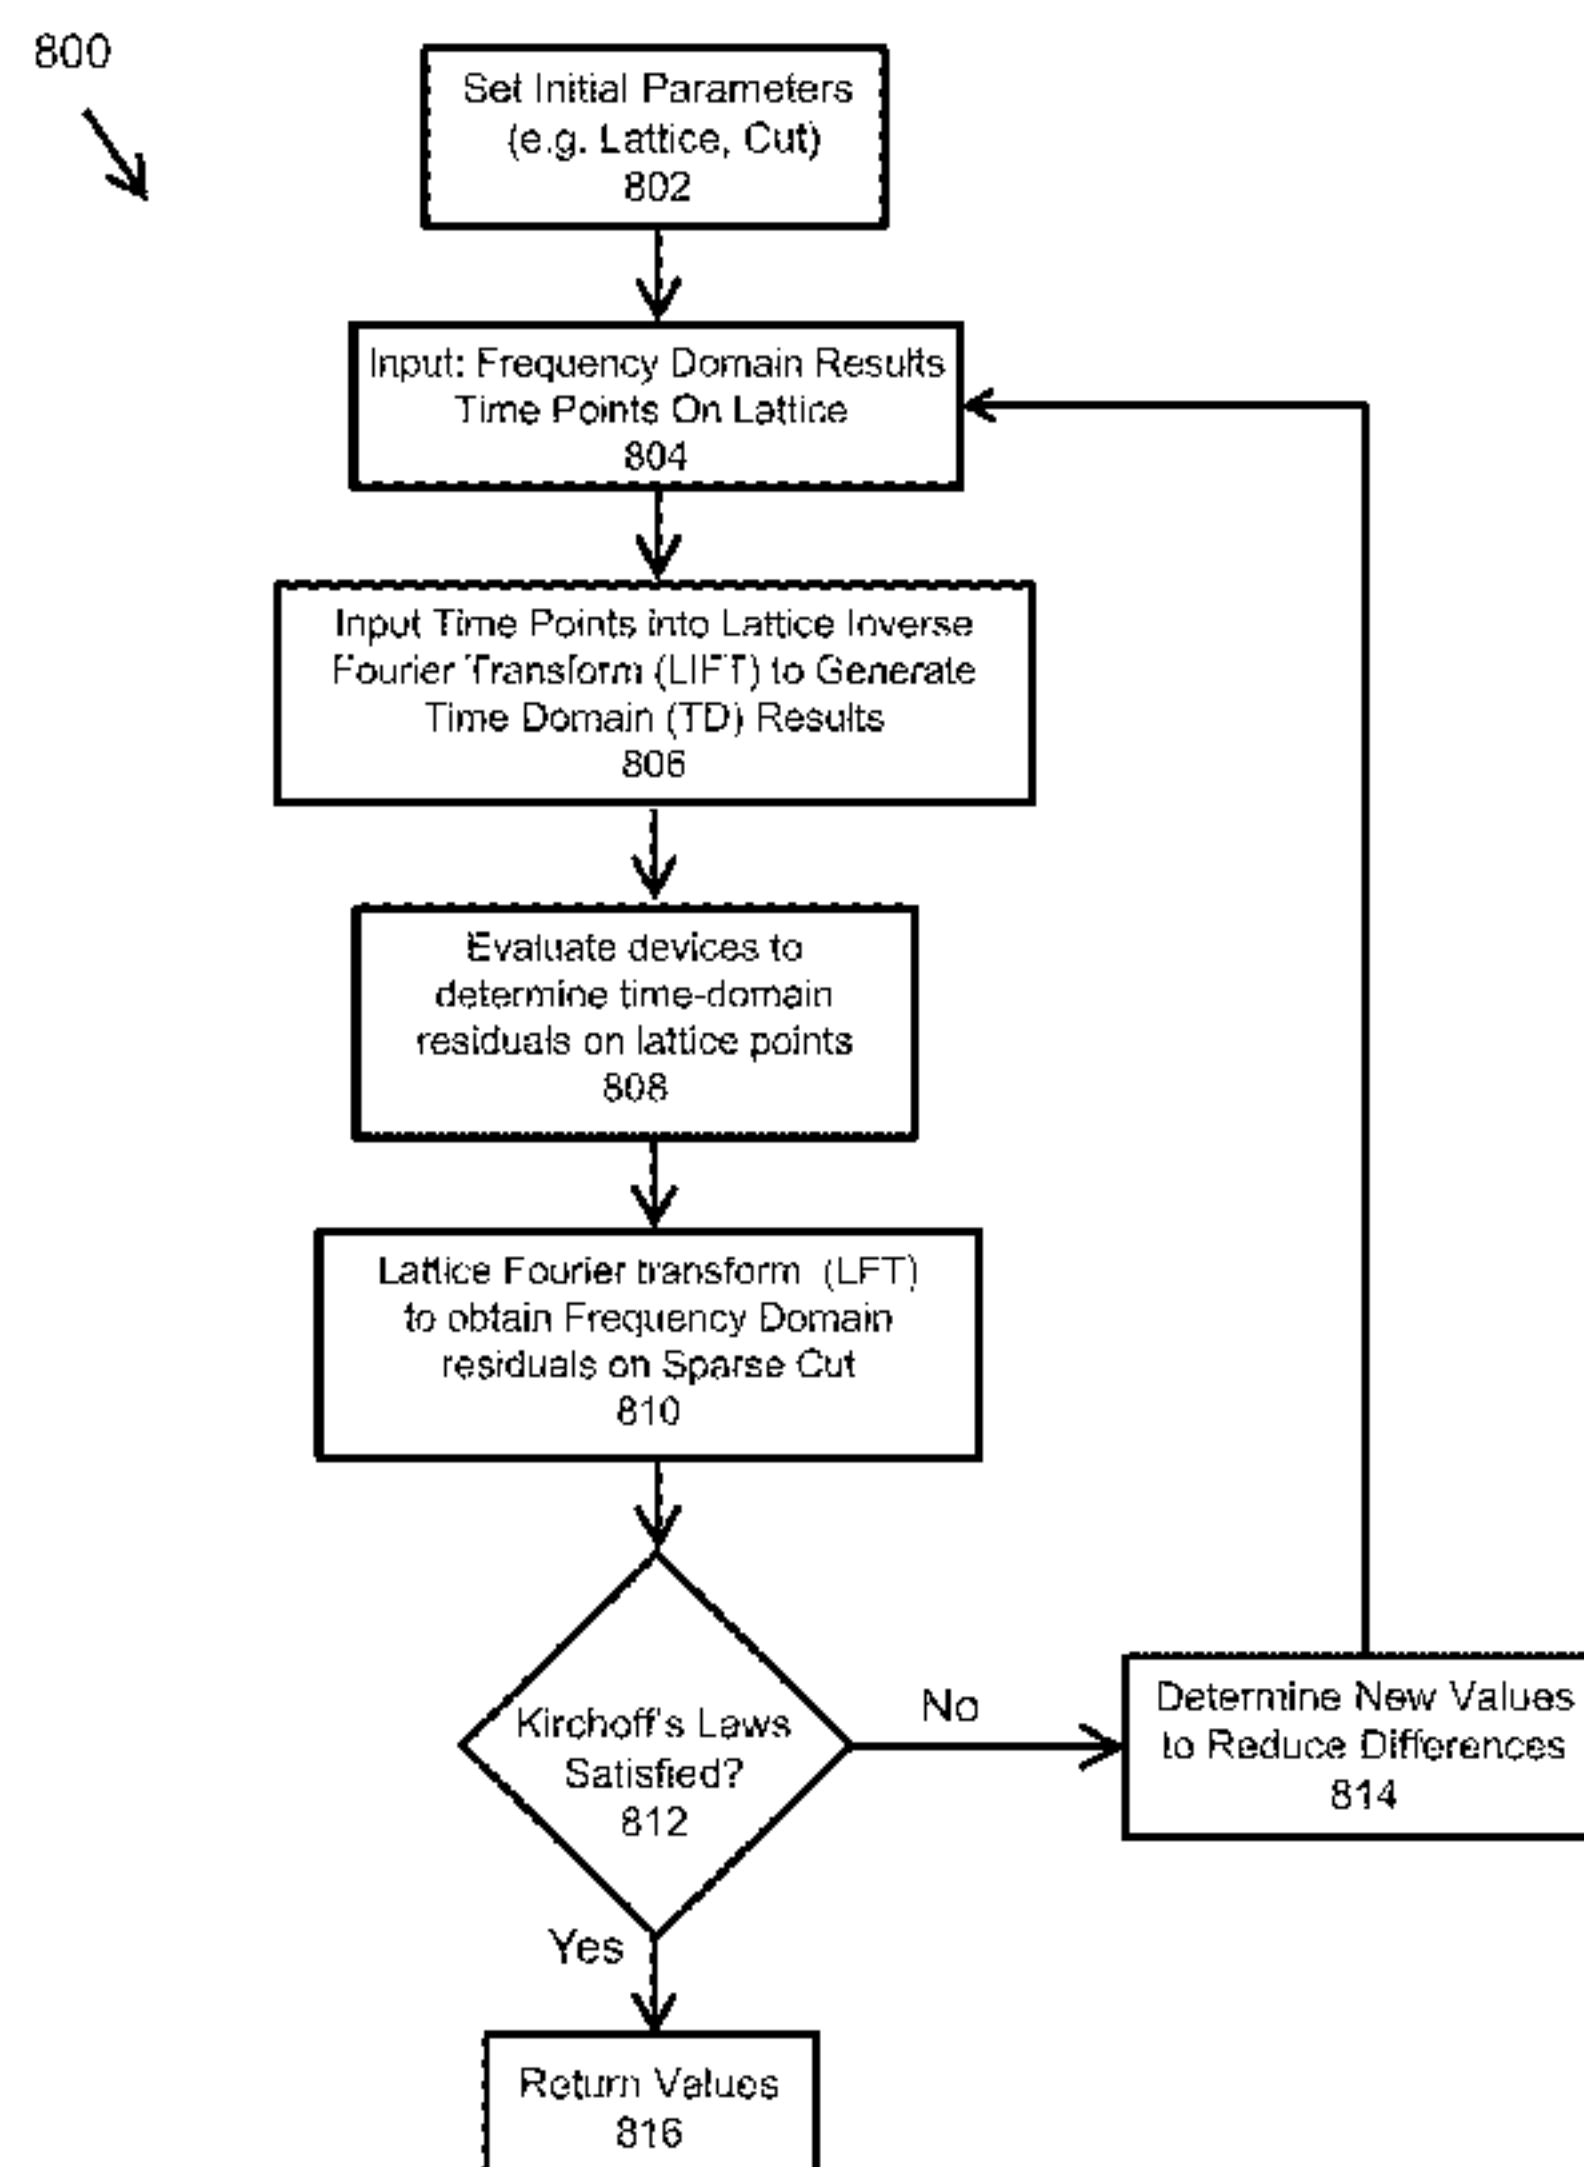 800
Set Initial Parameters
(e.g. Lattice, Cut)
802
Input: Frequency Domain Results
Time Points On Lattice
804
Input Time Points into Lattice Inverse
Fourier Transform (LIFT) to Generate
Time Domain (TD) Results
806
Evaluate devices to
determine time-domain
residuals on lattice points
808
Lattice Fourier transform (LFT)
to obtain Frequency Domain
residuals on Sparse Cut
810
Kirchoff's Laws
Satisfied?
812
No
Determine New Values
to Reduce Differences
814
Yes
Return Values
816